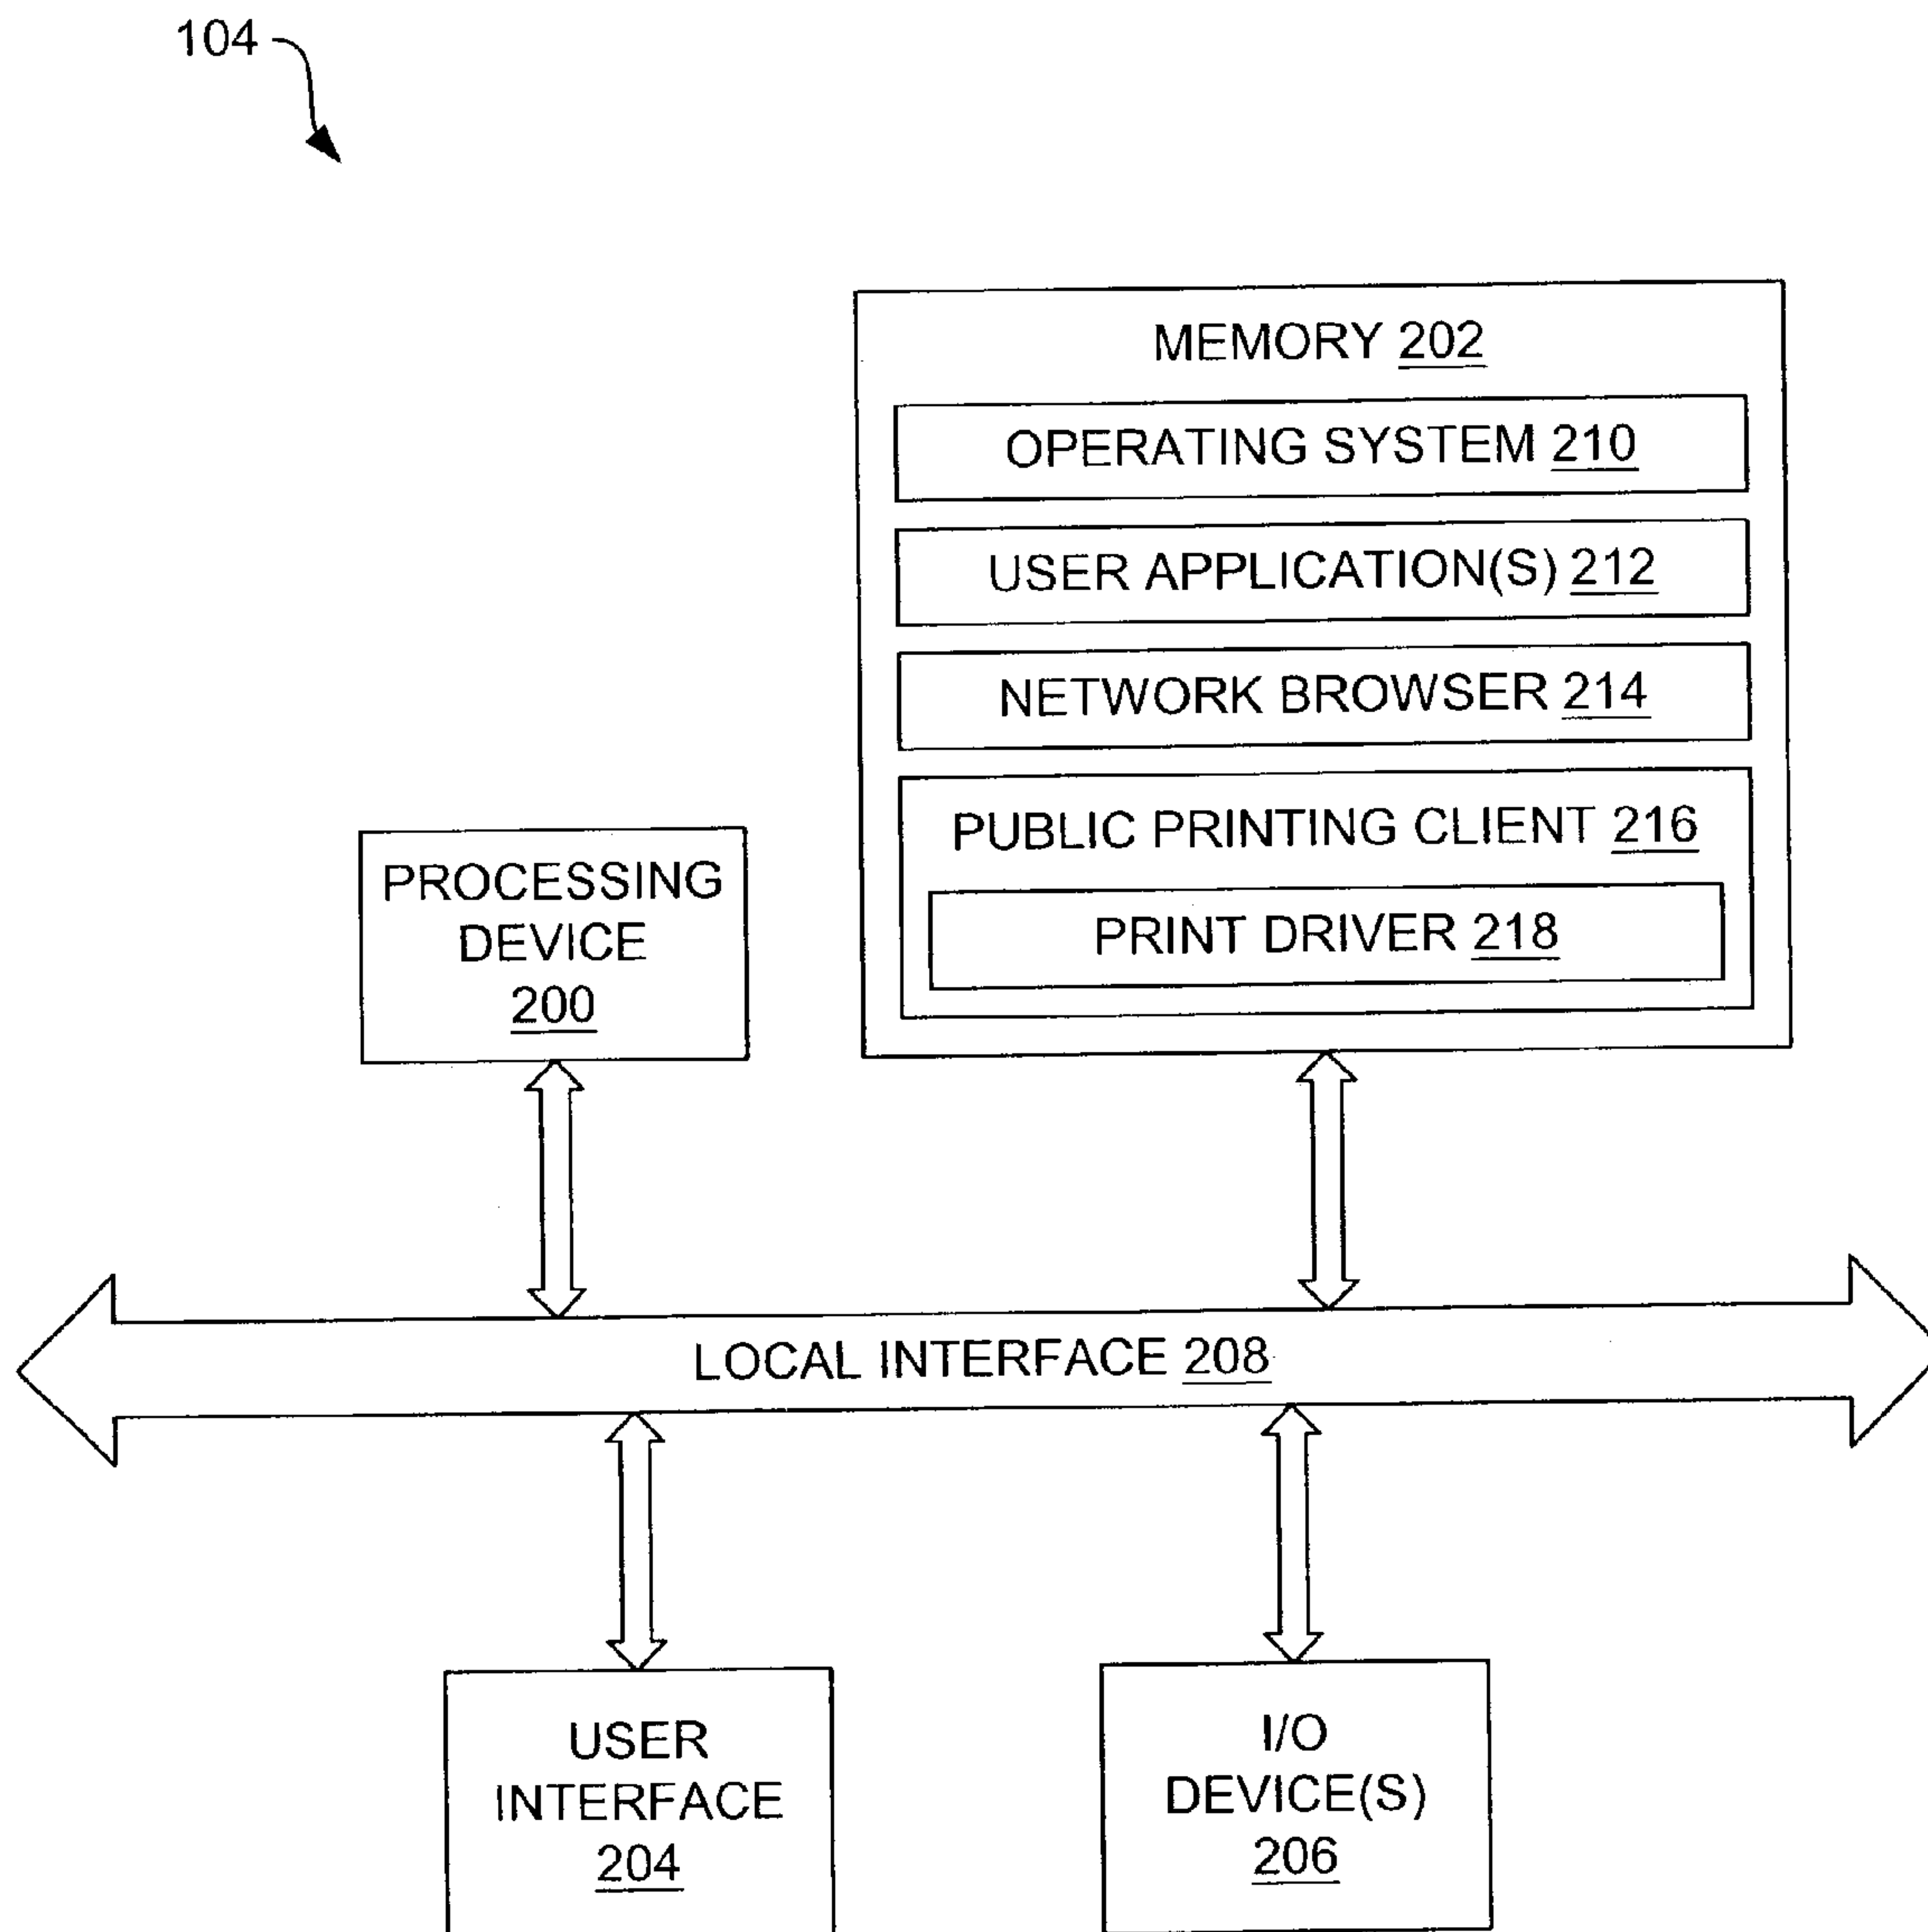 104
MEMORY 202
OPERATING SYSTEM 210
USER APPLICATION(S) 212
NETWORK BROWSER 214
PUBLIC PRINTING CLIENT 216
PRINT DRIVER 218
PROCESSING
DEVICE
200
LOCAL INTERFACE 208
USER
INTERFACE
204
I/O
DEVICE(S)
206